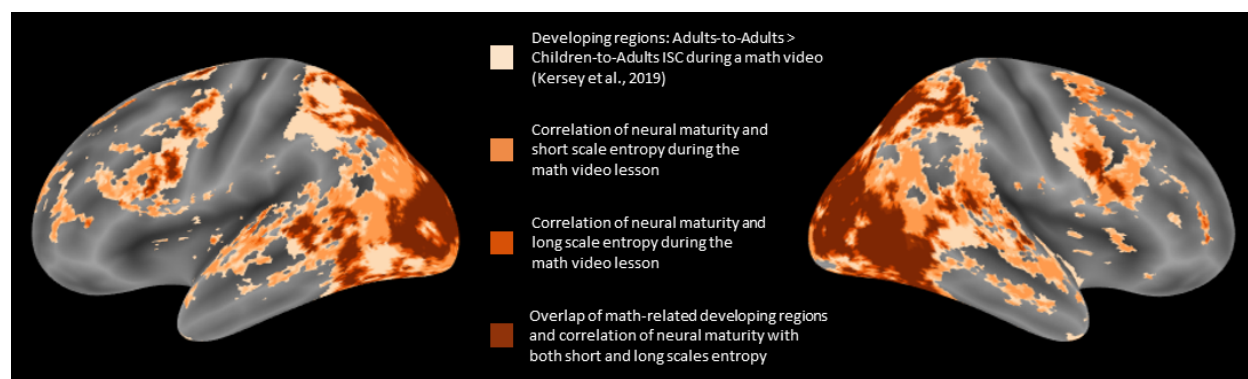 Developing regions: Adults-to-Adults >
Children-to-Adults ISC during a math video
(Kersey et al., 2019)
Correlation of neural maturity and
short scale entropy during the
math video lesson
Correlation of neural maturity and
long scale entropy during the
math video lesson
Overlap of math-related developing regions
and correlation of neural maturity with
both short and long scales entropy